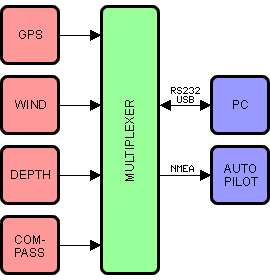 GPS
WIND
DEPTH
COM-
PASS
MULTIPLEXER
RS232
USB
PC
NMEA
AUTO
PILOT